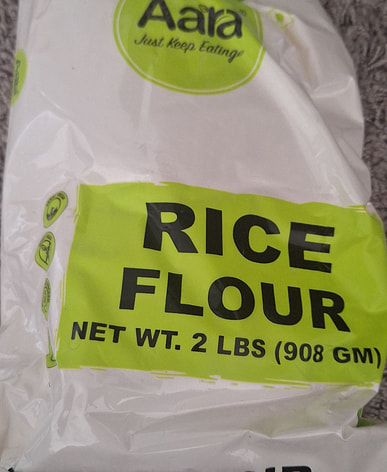 Aara
Just Keep Eating!
RICE
FLOUR
NET WT. 2 LBS (908 GM)